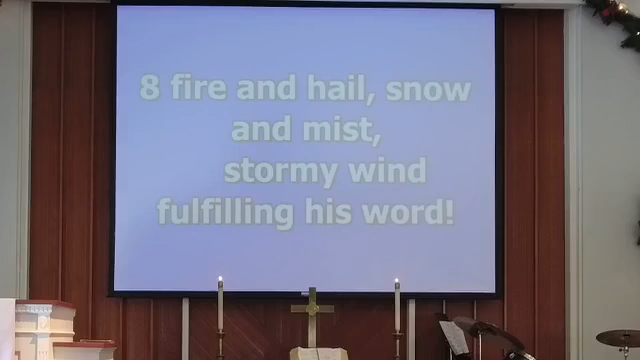 8 fire and hail, snow
and mist,
stormy wind
fulfilling his word!